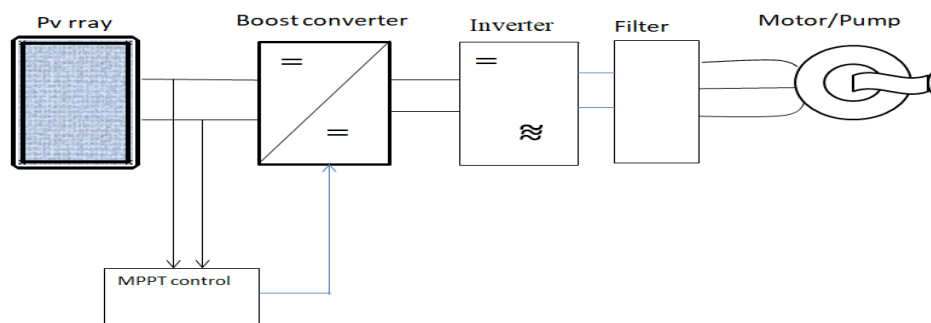 Pv rray
Boost converter
Inverter
Filter
Motor/Pump
MPPT control